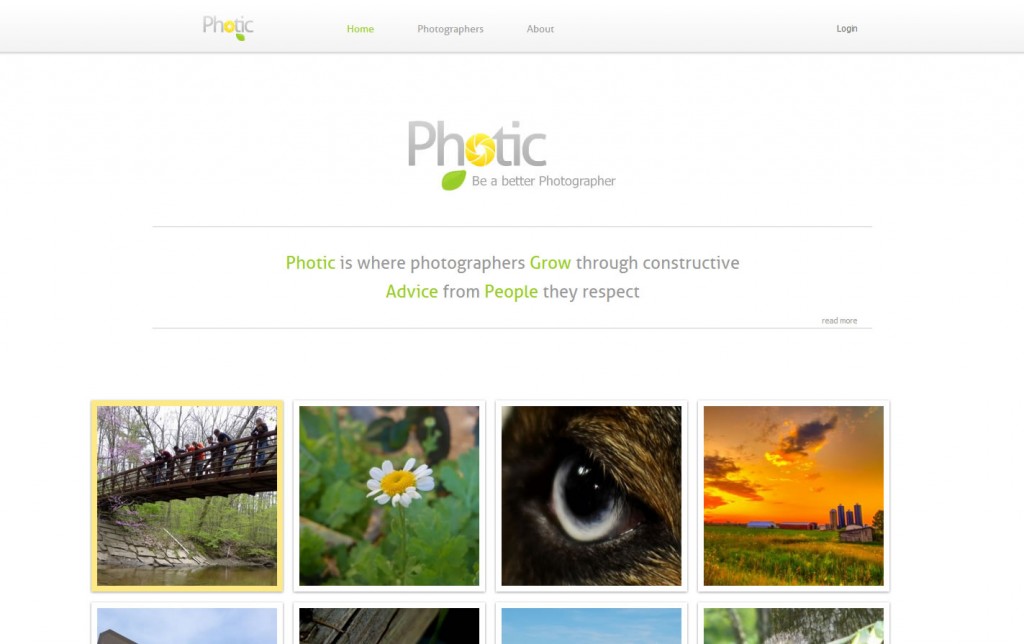 Photic
Home Photographers About Login
Photic
Be a better Photographer
Photic is where photographers Grow through constructive
Advice from People they respect
read more